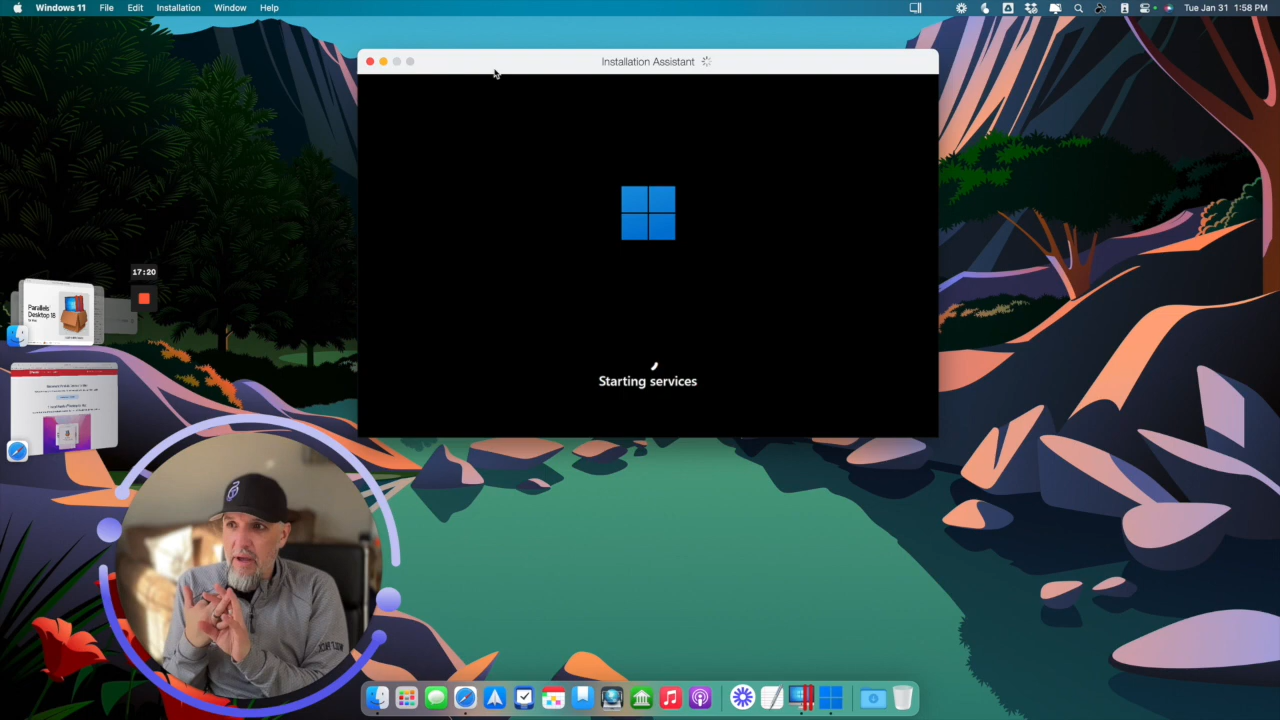 Windows 11 File Edit Installation Window Help
Tue Jan 31 1:58 PM
Installation Assistant
17:20
Parallels
Desktop 18
Starting services